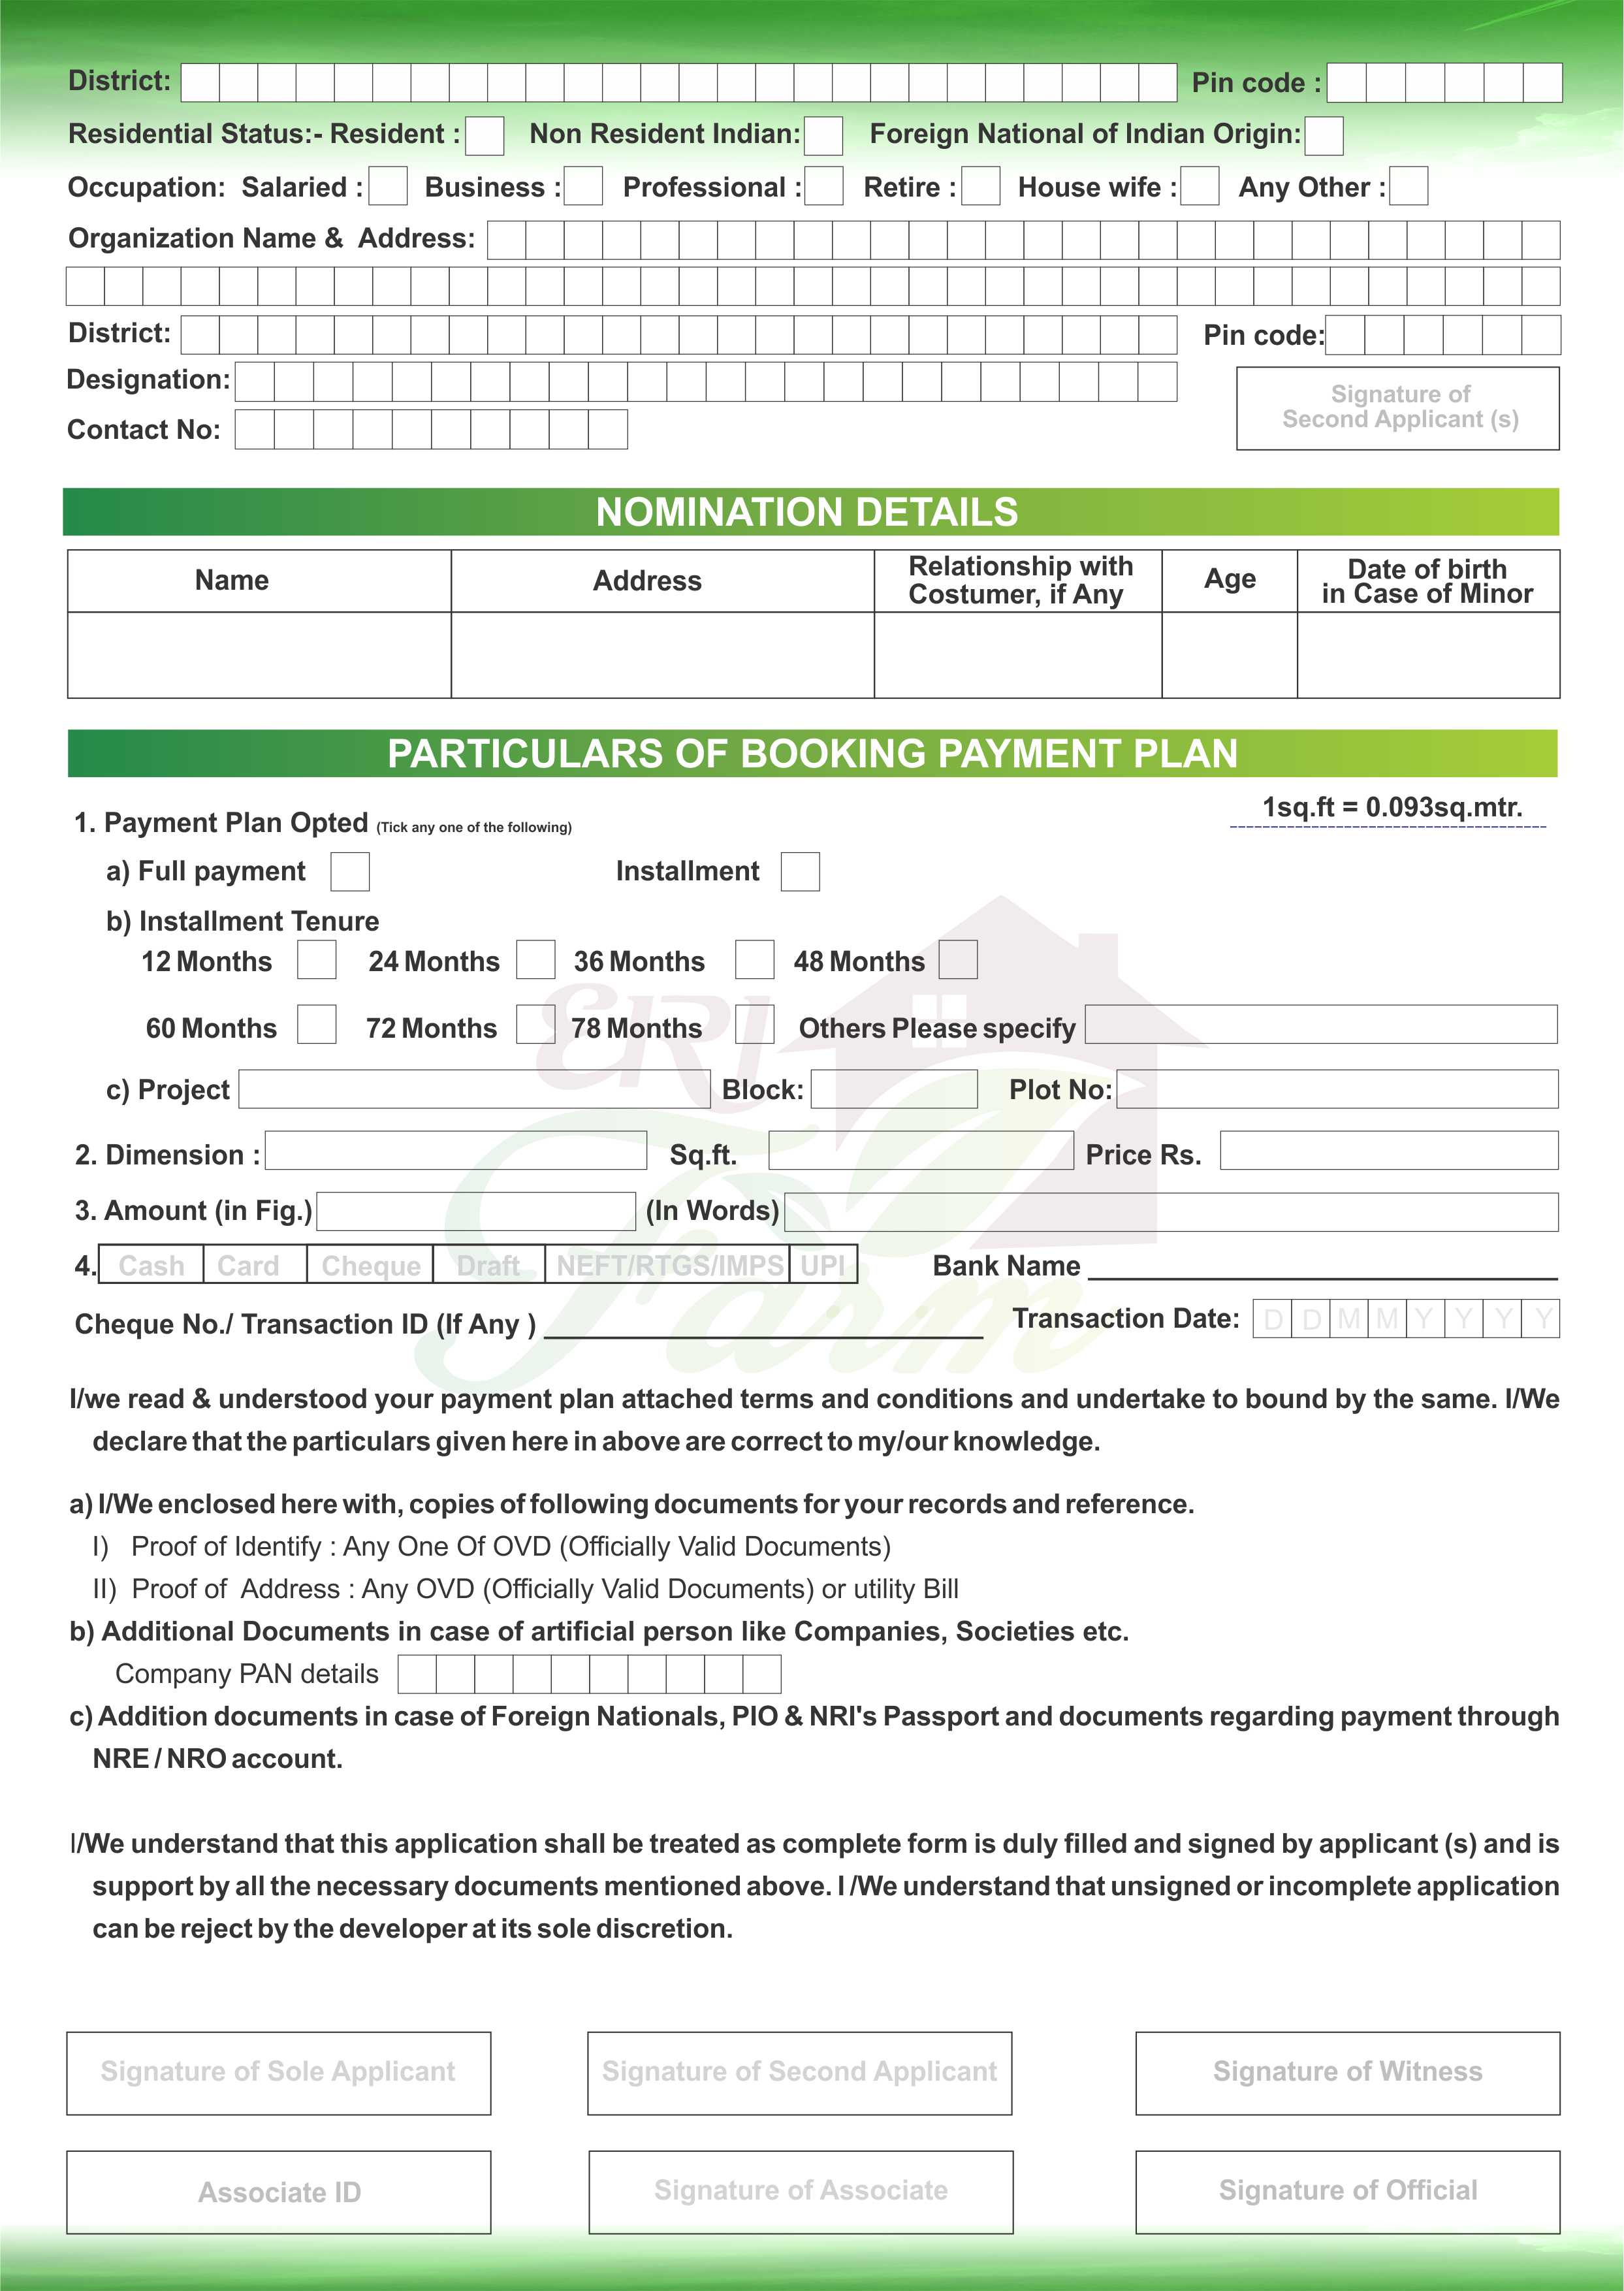 District: Pin code :
Residential Status:- Resident : Non Resident Indian: Foreign National of Indian Origin:
Occupation: Salaried : Business : Professional : Retire : House wife : Any Other :
Organization Name & Address:
District: Pin code:
Designation:
Signature of
Second Applicant (s)
Contact No:
NOMINATION DETAILS
Name Address Relationship with Costumer, if Any Age Date of birth in Case of Minor
PARTICULARS OF BOOKING PAYMENT PLAN
1sq.ft = 0.093sq.mtr.
1. Payment Plan Opted (Tick any one of the following)
a) Full payment Installment
b) Installment Tenure
12 Months 24 Months 36 Months 48 Months
60 Months 72 Months 78 Months Others Please specify
c) Project Block: Plot No:
2. Dimension : Sq.ft. Price Rs.
3. Amount (in Fig.) (In Words)
4. Cash Card Cheque Draft NEFT/RTGS/IMPS UPI Bank Name
Cheque No./ Transaction ID (If Any ) Transaction Date: D D M M Y Y Y Y
Farm
I/we read & understood your payment plan attached terms and conditions and undertake to bound by the same. I/We
declare that the particulars given here in above are correct to my/our knowledge.
a) I/We enclosed here with, copies of following documents for your records and reference.
I) Proof of Identify : Any One Of OVD (Officially Valid Documents)
II) Proof of Address : Any OVD (Officially Valid Documents) or utility Bill
b) Additional Documents in case of artificial person like Companies, Societies etc.
Company PAN details
c) Addition documents in case of Foreign Nationals, PIO & NRI's Passport and documents regarding payment through
NRE / NRO account.
I/We understand that this application shall be treated as complete form is duly filled and signed by applicant (s) and is
support by all the necessary documents mentioned above. I /We understand that unsigned or incomplete application
can be reject by the developer at its sole discretion.
Signature of Sole Applicant Signature of Second Applicant Signature of Witness
Associate ID Signature of Associate Signature of Official